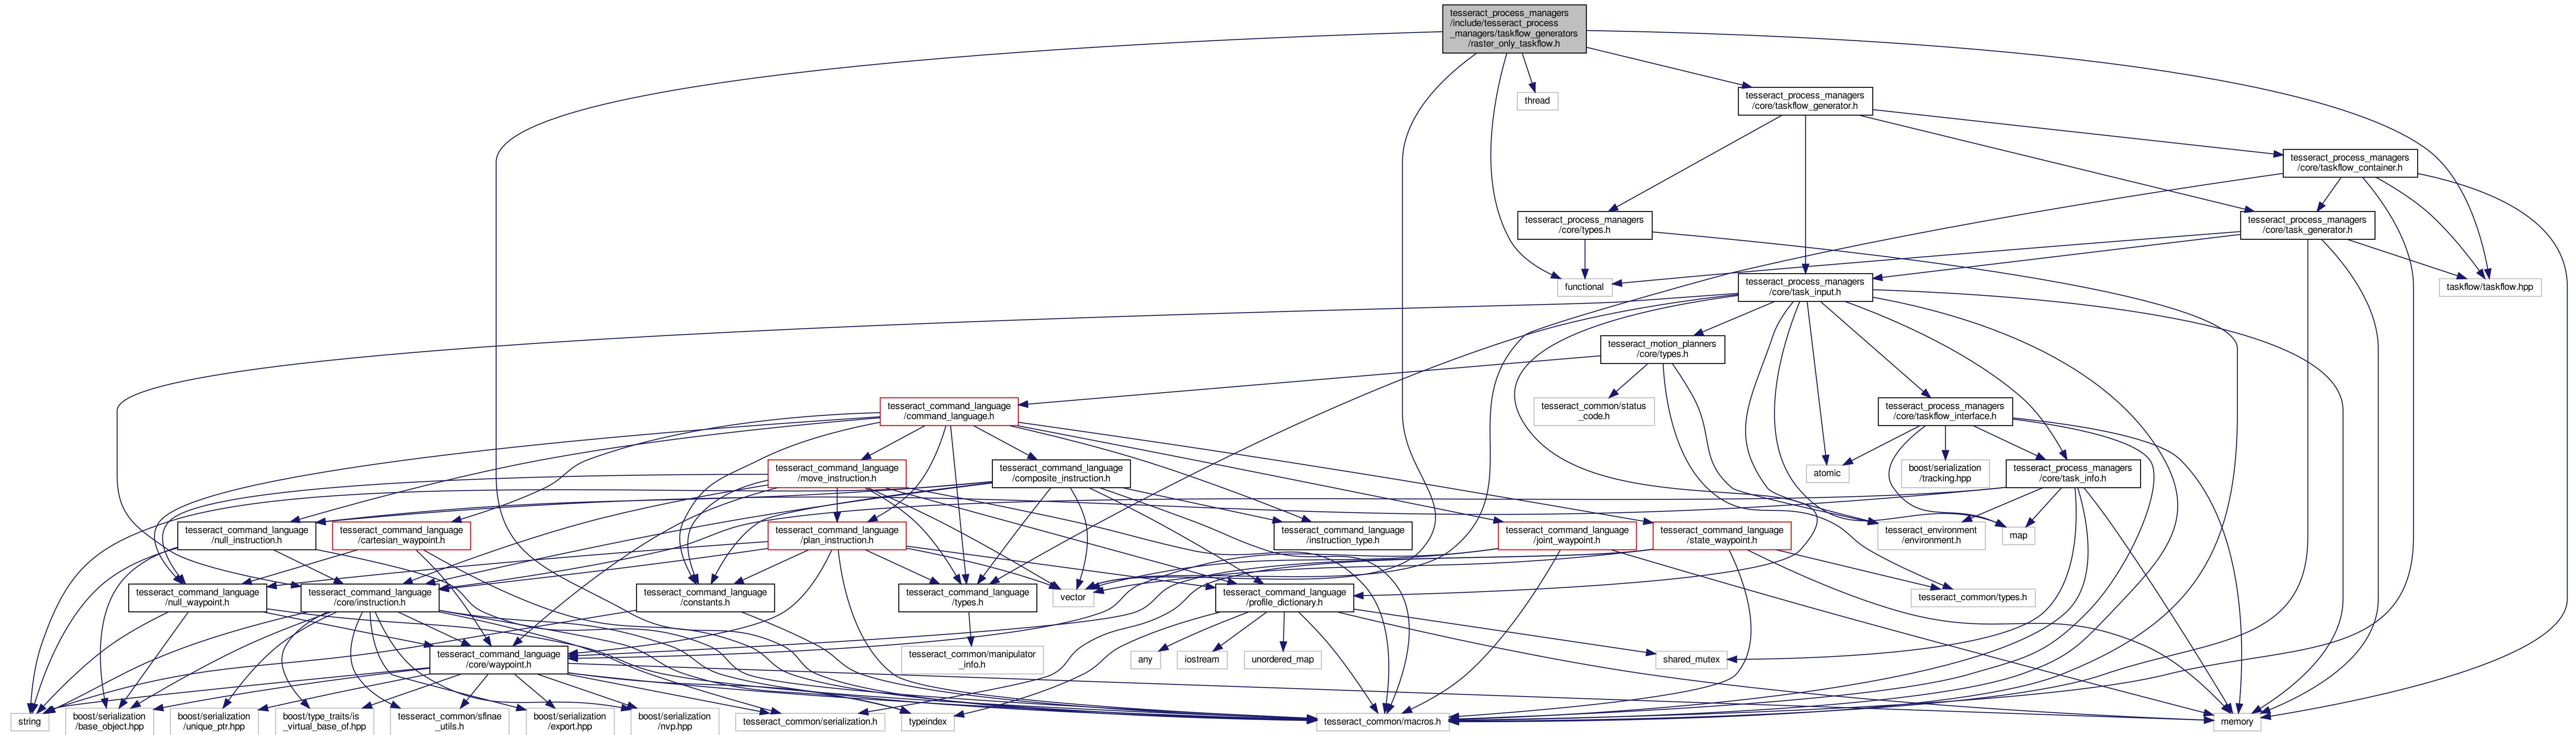 tesseract_process_managers
/include/tesseract_process
_managers/taskflow_generators
/raster_only_taskflow.h
thread
tesseract_process_managers
/core/taskflow_generator.h
tesseract_process_managers
/core/taskflow_container.h
tesseract_process_managers
/core/types.h
tesseract_process_managers
/core/task_generator.h
functional
tesseract_process_managers
/core/task_input.h
taskflow/taskflow.hpp
tesseract_motion_planners
/core/types.h
tesseract_command_language
/command_language.h
tesseract_common/status
_code.h
tesseract_process_managers
/core/taskflow_interface.h
tesseract_command_language
/move_instruction.h
tesseract_command_language
/composite_instruction.h
atomic
boost/serialization
/tracking.hpp
tesseract_process_managers
/core/task_info.h
tesseract_command_language
/null_instruction.h
tesseract_command_language
/cartesian_waypoint.h
tesseract_command_language
/plan_instruction.h
tesseract_command_language
/instruction_type.h
tesseract_command_language
/joint_waypoint.h
tesseract_command_language
/state_waypoint.h
tesseract_environment
/environment.h
map
tesseract_command_language
/null_waypoint.h
tesseract_command_language
/core/instruction.h
tesseract_command_language
/constants.h
tesseract_command_language
/types.h
vector
tesseract_command_language
/profile_dictionary.h
tesseract_common/types.h
tesseract_command_language
/core/waypoint.h
tesseract_common/manipulator
_info.h
any
iostream
unordered_map
shared_mutex
string
boost/serialization
/base_object.hpp
boost/serialization
/unique_ptr.hpp
boost/type_traits/is
_virtual_base_of.hpp
tesseract_common/sfinae
_utils.h
boost/serialization
/export.hpp
boost/serialization
/nvp.hpp
tesseract_common/serialization.h
typeindex
tesseract_common/macros.h
memory